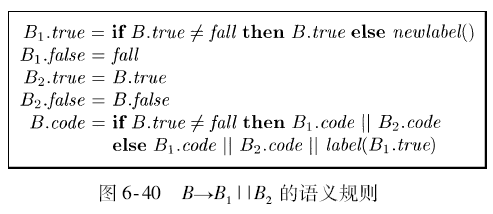 B₁.true = if B.true ≠ fall then B.true else newlabel()
B₁.false = fall
B₂.true = B.true
B₂.false = B.false
B.code = if B.true ≠ fall then B₁.code || B₂.code
else B₁.code || B₂.code || label(B₁.true)
图 6-40 B→B₁||B₂ 的语义规则